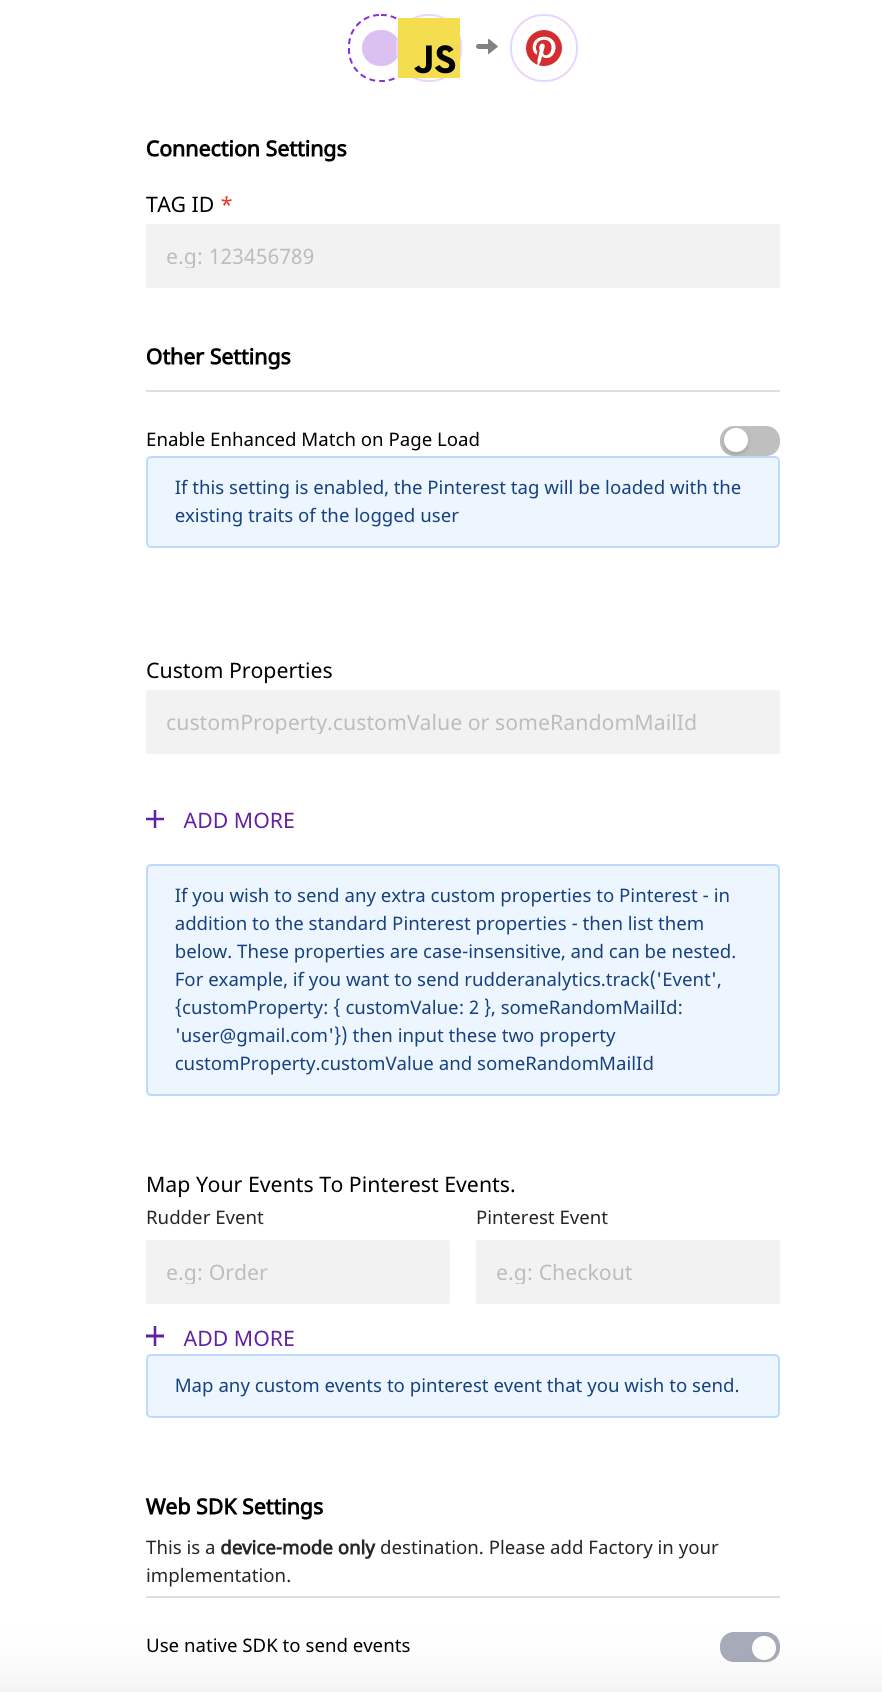 JS
Connection Settings
TAG ID *
e.g: 123456789
Other Settings
Enable Enhanced Match on Page Load
If this setting is enabled, the Pinterest tag will be loaded with the
existing traits of the logged user
Custom Properties
customProperty.customValue or someRandomMailId
+ ADD MORE
If you wish to send any extra custom properties to Pinterest - in
addition to the standard Pinterest properties - then list them
below. These properties are case-insensitive, and can be nested.
For example, if you want to send rudderanalytics.track('Event',
{customProperty: { customValue: 2 }, someRandomMailId:
'user@gmail.com'}) then input these two property
customProperty.customValue and someRandomMailId
Map Your Events To Pinterest Events.
Rudder Event Pinterest Event
e.g: Order e.g: Checkout
+ ADD MORE
Map any custom events to pinterest event that you wish to send.
Web SDK Settings
This is a device-mode only destination. Please add Factory in your
implementation.
Use native SDK to send events